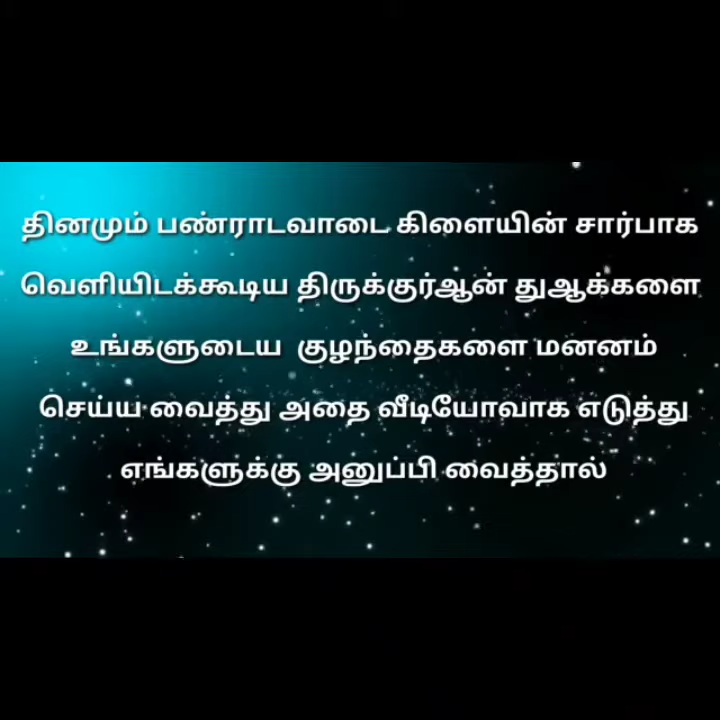 தினமும் பண்ராடவாடை கிளையின் சார்பாக
வெளியிடக்கூடிய திருக்குர்ஆன் துஆக்களை
உங்களுடைய குழந்தைகளை மனனம்
செய்ய வைத்து அதை வீடியோவாக எடுத்து
எங்களுக்கு அனுப்பி வைத்தால்